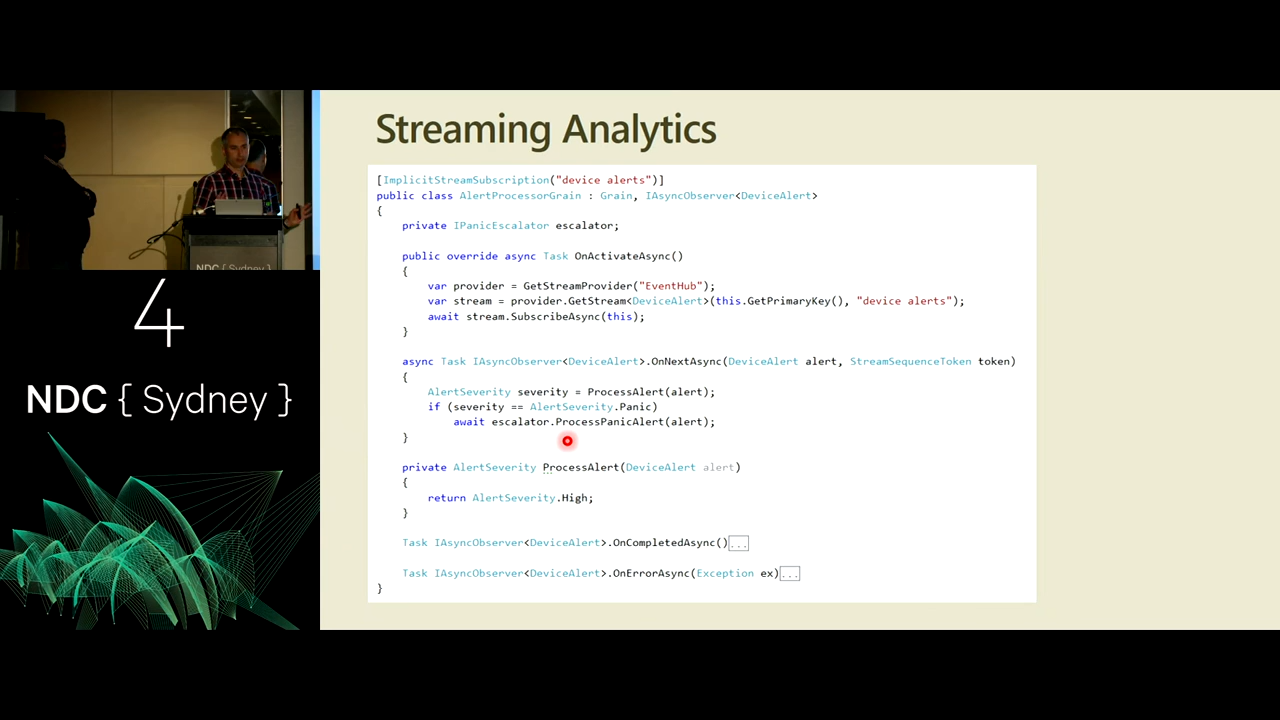 NDC { Sydney }
4
NDC { Sydney }
Streaming Analytics
[ImplicitStreamSubscription("device alerts")]
public class AlertProcessorGrain : Grain, IAsyncObserver<DeviceAlert>
{
    private IPanicEscalator escalator;

    public override async Task OnActivateAsync()
    {
        var provider = GetStreamProvider("EventHub");
        var stream = provider.GetStream<DeviceAlert>(this.GetPrimaryKey(), "device alerts");
        await stream.SubscribeAsync(this);
    }

    async Task IAsyncObserver<DeviceAlert>.OnNextAsync(DeviceAlert alert, StreamSequenceToken token)
    {
        AlertSeverity severity = ProcessAlert(alert);
        if (severity == AlertSeverity.Panic)
            await escalator.ProcessPanicAlert(alert);
    }

    private AlertSeverity ProcessAlert(DeviceAlert alert)
    {
        return AlertSeverity.High;
    }

    Task IAsyncObserver<DeviceAlert>.OnCompletedAsync()...

    Task IAsyncObserver<DeviceAlert>.OnErrorAsync(Exception ex)...
}